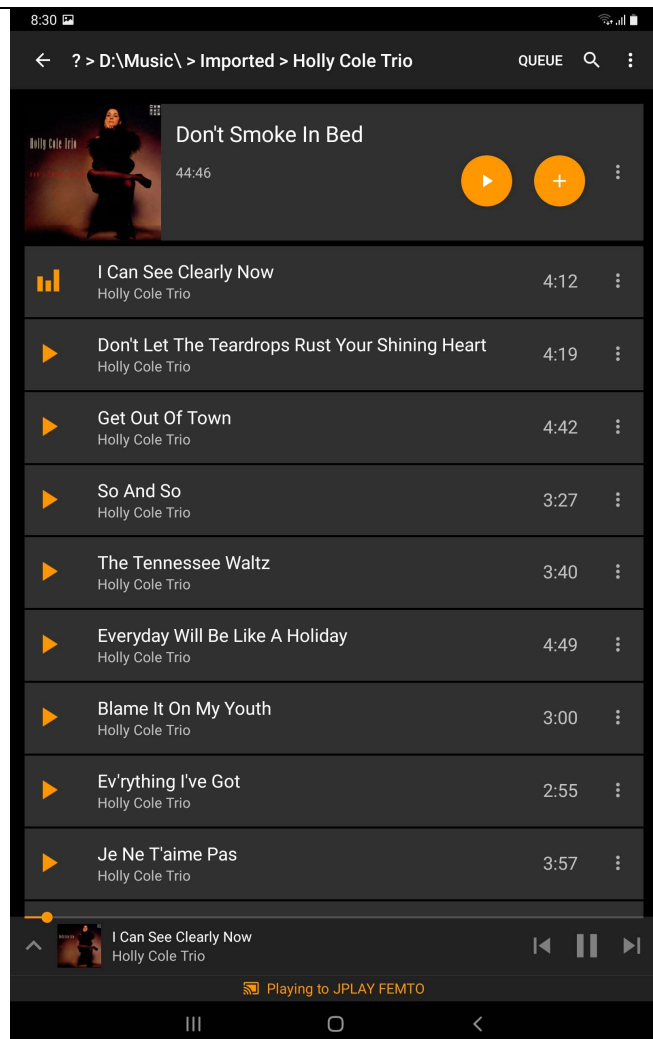 8:30
? > D:\Music\ > Imported > Holly Cole Trio QUEUE
Holly Cole Trio
Don't Smoke In Bed
44:46
I Can See Clearly Now 4:12
Holly Cole Trio
Don't Let The Teardrops Rust Your Shining Heart 4:19
Holly Cole Trio
Get Out Of Town 4:42
Holly Cole Trio
So And So 3:27
Holly Cole Trio
The Tennessee Waltz 3:40
Holly Cole Trio
Everyday Will Be Like A Holiday 4:49
Holly Cole Trio
Blame It On My Youth 3:00
Holly Cole Trio
Ev'rything I've Got 2:55
Holly Cole Trio
Je Ne T'aime Pas 3:57
Holly Cole Trio
I Can See Clearly Now
Holly Cole Trio
Playing to JPLAY FEMTO